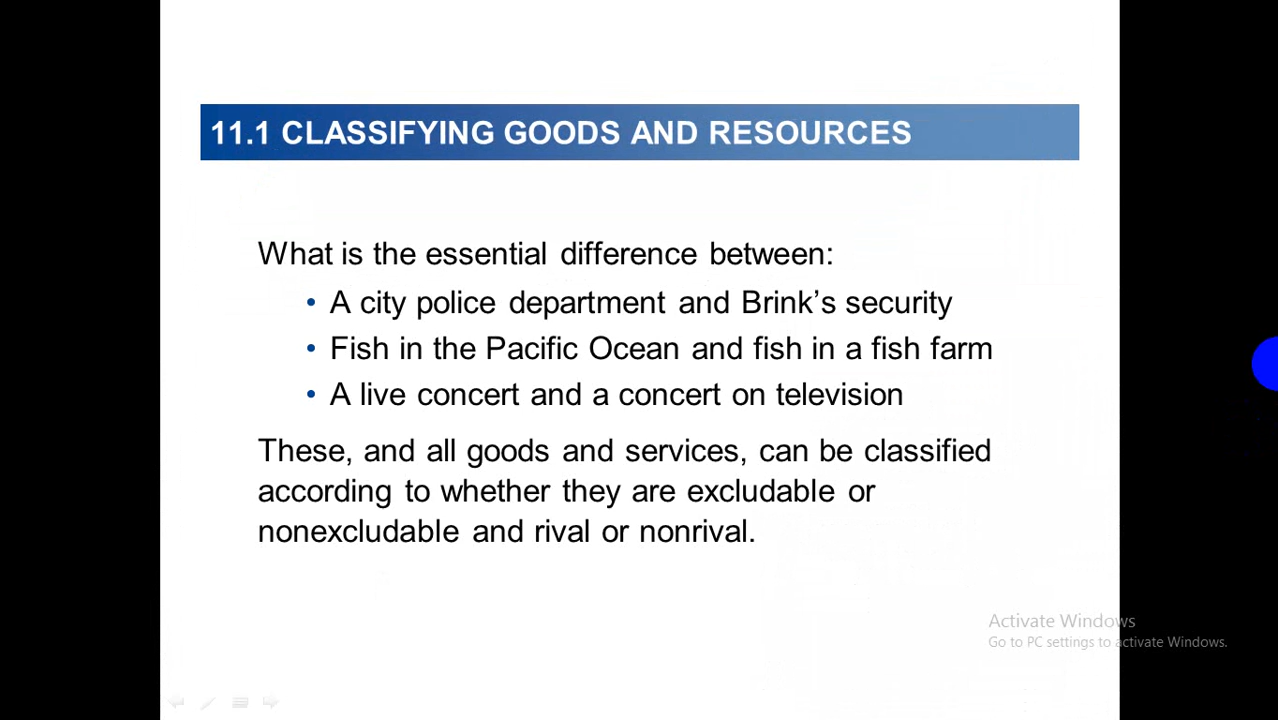 11.1 CLASSIFYING GOODS AND RESOURCES
What is the essential difference between:
• A city police department and Brink’s security
• Fish in the Pacific Ocean and fish in a fish farm
• A live concert and a concert on television
These, and all goods and services, can be classified
according to whether they are excludable or
nonexcludable and rival or nonrival.
Activate Windows
Go to PC settings to activate Windows.